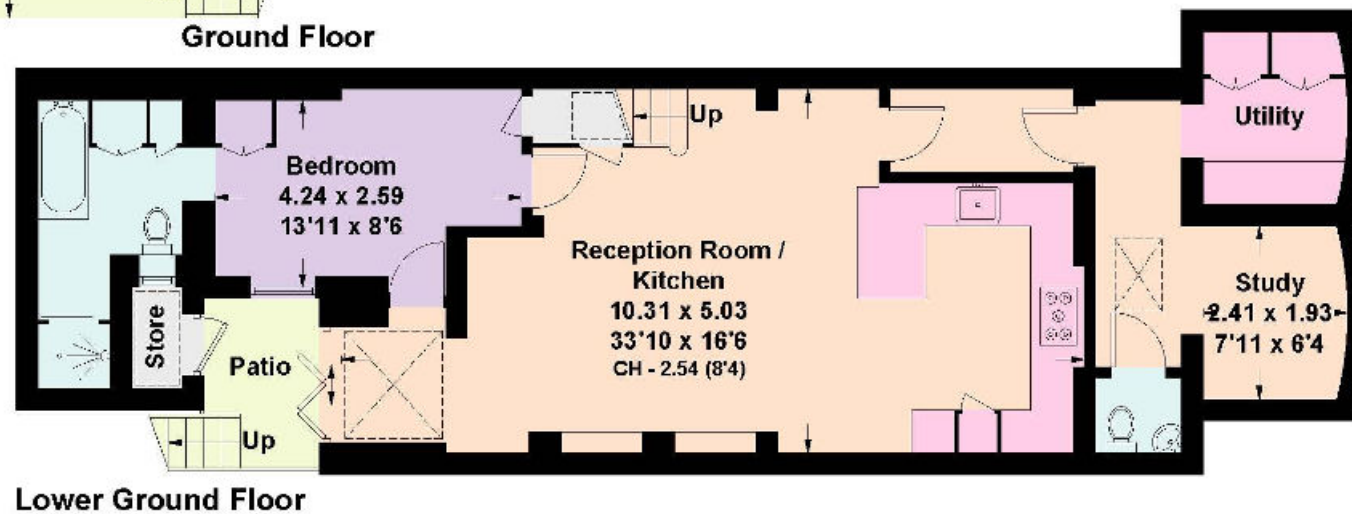 Ground Floor
Utility
Up
Bedroom
4.24 x 2.59
13'11 x 8'6
Reception Room /
Kitchen
10.31 x 5.03
33'10 x 16'6
CH - 2.54 (8'4)
Study
2.41 x 1.93
7'11 x 6'4
Store
Patio
Up
Lower Ground Floor